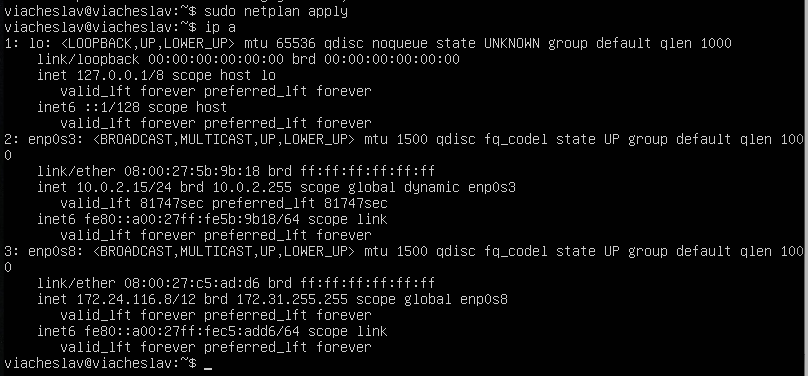 viacheslav@viacheslav:~$ sudo netplan apply
viacheslav@viacheslav:~$ ip a
1: lo: <LOOPBACK,UP,LOWER_UP> mtu 65536 qdisc noqueue state UNKNOWN group default qlen 1000
    link/loopback 00:00:00:00:00:00 brd 00:00:00:00:00:00
    inet 127.0.0.1/8 scope host lo
       valid_lft forever preferred_lft forever
    inet6 ::1/128 scope host
       valid_lft forever preferred_lft forever
2: enp0s3: <BROADCAST,MULTICAST,UP,LOWER_UP> mtu 1500 qdisc fq_codel state UP group default qlen 100
0
    link/ether 08:00:27:5b:9b:18 brd ff:ff:ff:ff:ff:ff
    inet 10.0.2.15/24 brd 10.0.2.255 scope global dynamic enp0s3
       valid_lft 81747sec preferred_lft 81747sec
    inet6 fe80::a00:27ff:fe5b:9b18/64 scope link
       valid_lft forever preferred_lft forever
3: enp0s8: <BROADCAST,MULTICAST,UP,LOWER_UP> mtu 1500 qdisc fq_codel state UP group default qlen 100
0
    link/ether 08:00:27:c5:ad:d6 brd ff:ff:ff:ff:ff:ff
    inet 172.24.116.8/12 brd 172.31.255.255 scope global enp0s8
       valid_lft forever preferred_lft forever
    inet6 fe80::a00:27ff:fec5:add6/64 scope link
       valid_lft forever preferred_lft forever
viacheslav@viacheslav:~$ _